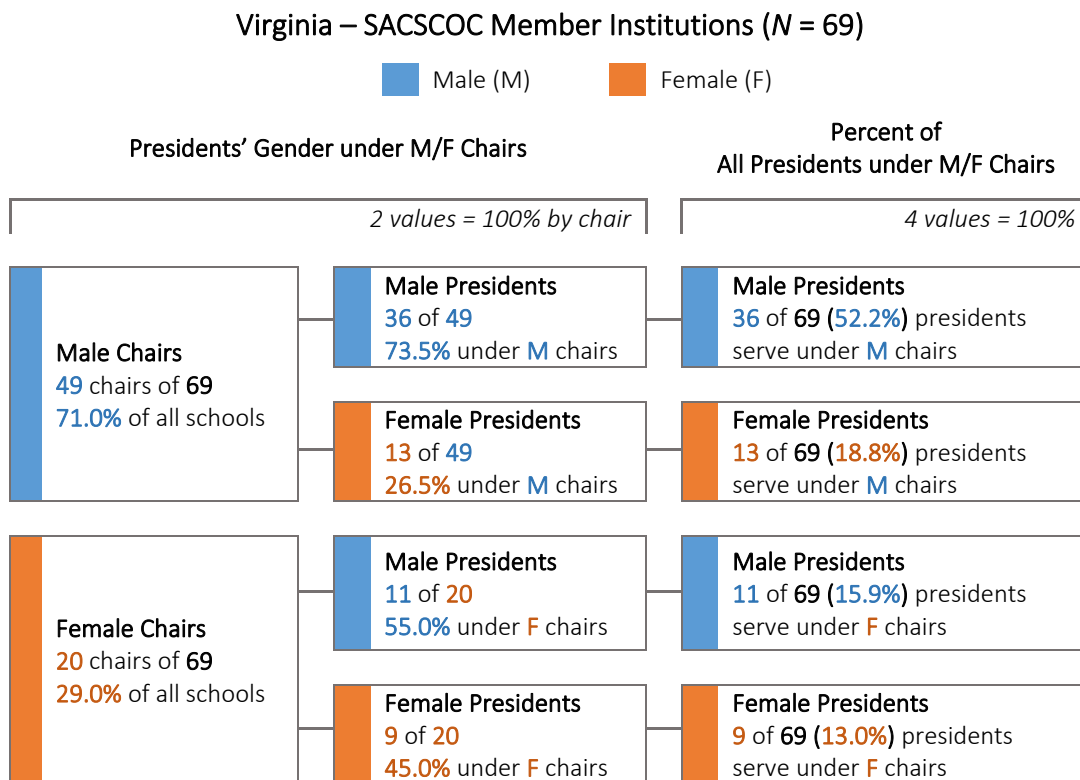 Virginia – SACSCOC Member Institutions (N = 69)
Male (M)
Female (F)
Presidents’ Gender under M/F Chairs
Percent of
All Presidents under M/F Chairs
2 values = 100% by chair
4 values = 100%
Male Chairs
49 chairs of 69
71.0% of all schools
Male Presidents
36 of 49
73.5% under M chairs
Male Presidents
36 of 69 (52.2%) presidents
serve under M chairs
Female Presidents
13 of 49
26.5% under M chairs
Female Presidents
13 of 69 (18.8%) presidents
serve under M chairs
Female Chairs
20 chairs of 69
29.0% of all schools
Male Presidents
11 of 20
55.0% under F chairs
Male Presidents
11 of 69 (15.9%) presidents
serve under F chairs
Female Presidents
9 of 20
45.0% under F chairs
Female Presidents
9 of 69 (13.0%) presidents
serve under F chairs